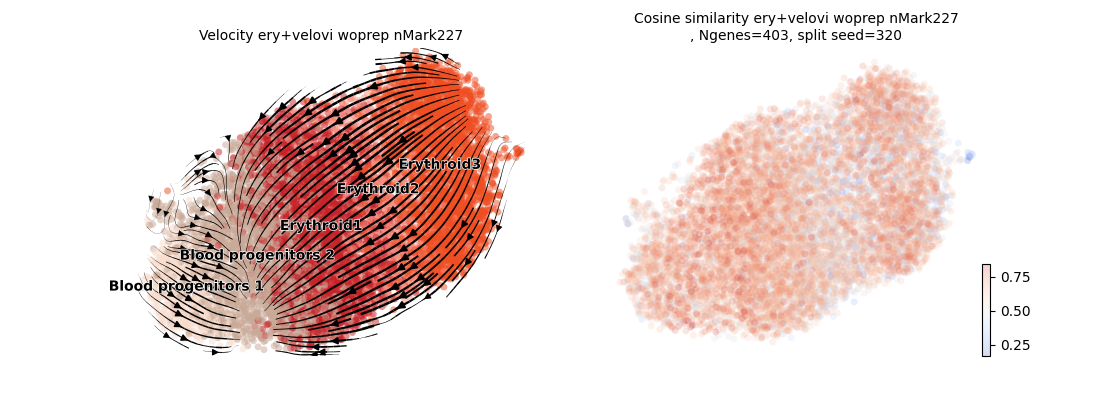 Velocity ery+velovi woprep nMark227
Erythroid3
Erythroid2
Erythroid1
Blood progenitors 2
Blood progenitors 1
Cosine similarity ery+velovi woprep nMark227
, Ngenes=403, split seed=320
0.75
0.50
0.25